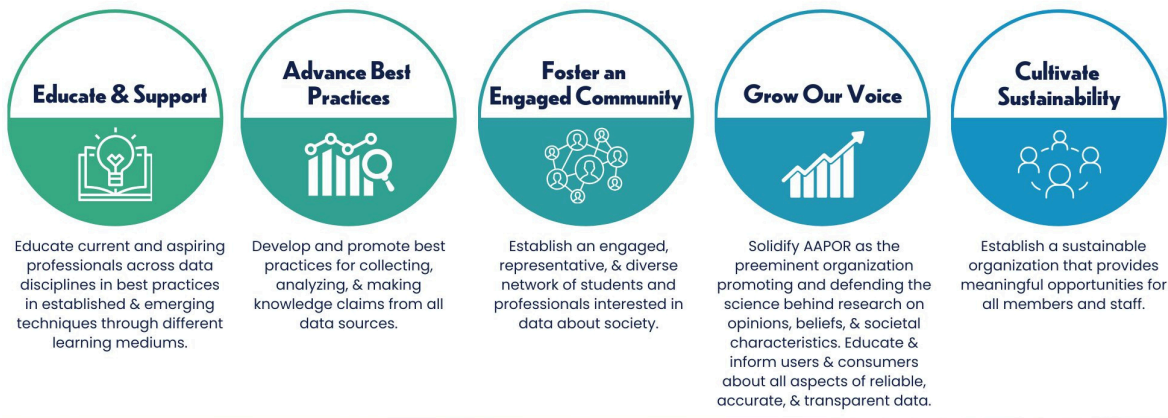 Educate & Support
Educate current and aspiring
professionals across data
disciplines in best practices
in established & emerging
techniques through different
learning mediums.
Advance Best
Practices
Develop and promote best
practices for collecting,
analyzing, & making
knowledge claims from all
data sources.
Foster an
Engaged Community
Establish an engaged,
representative, & diverse
network of students and
professionals interested in
data about society.
Grow Our Voice
Solidify AAPOR as the
preeminent organization
promoting and defending the
science behind research on
opinions, beliefs, & societal
characteristics. Educate &
inform users & consumers
about all aspects of reliable,
accurate, & transparent data.
Cultivate
Sustainability
Establish a sustainable
organization that provides
meaningful opportunities for
all members and staff.